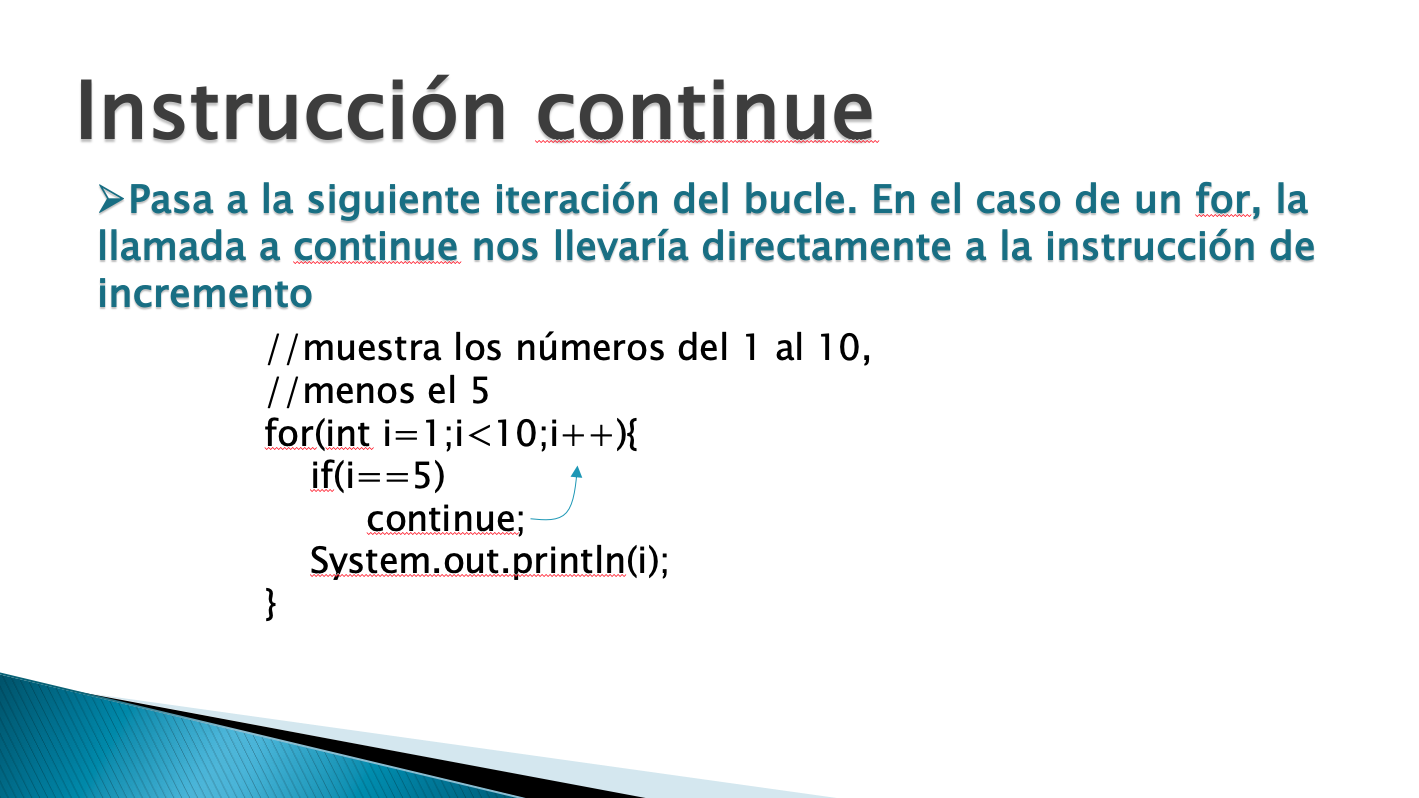 Instrucción continue
➢Pasa a la siguiente iteración del bucle. En el caso de un for, la
llamada a continue nos llevaría directamente a la instrucción de
incremento
//muestra los números del 1 al 10,
//menos el 5
for(int i=1;i<10;i++){
if(i==5)
continue;
System.out.println(i);
}